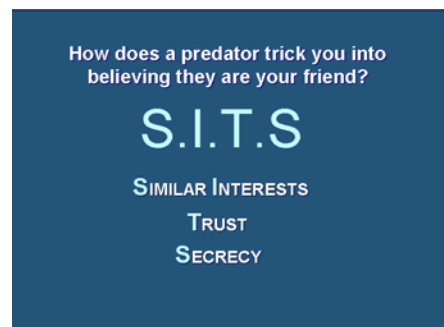 How does a predator trick you into
believing they are your friend?
S.I.T.S
SIMILAR INTERESTS
TRUST
SECRECY